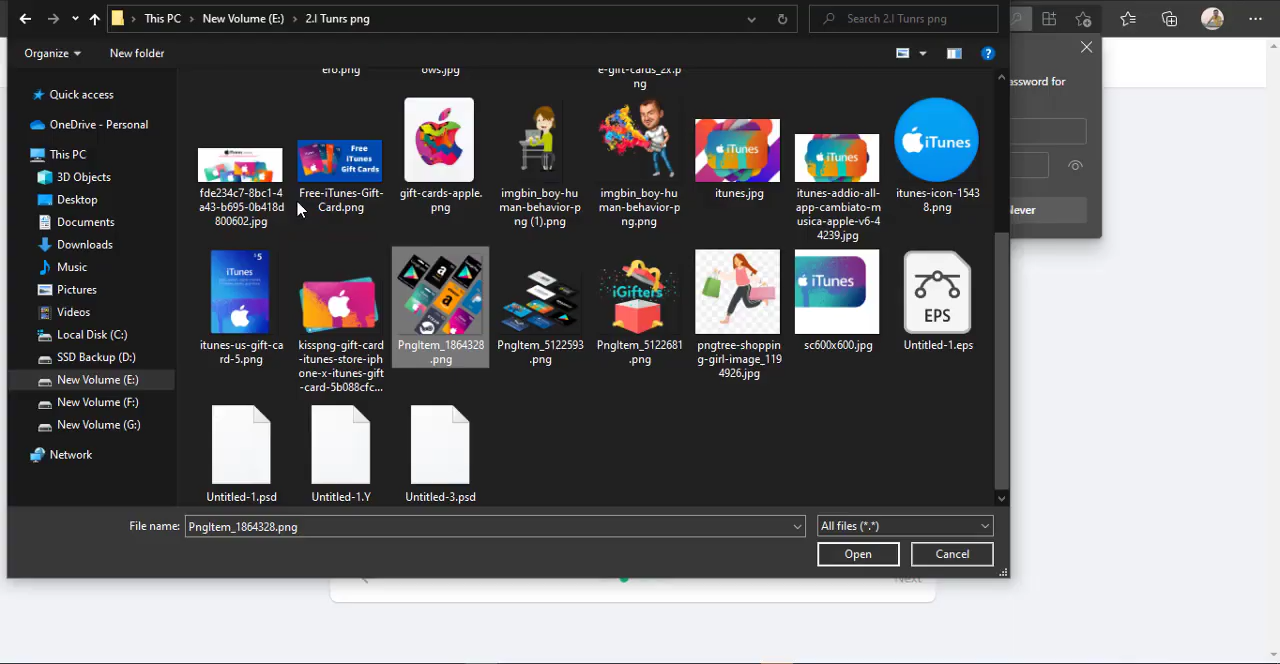 This PC
New Volume (E:)
2.I Tunrs png
Search 2.I Tunrs png
Organize
New folder
assword for
Never
Quick access
OneDrive - Personal
This PC
3D Objects
Desktop
Documents
Downloads
Music
Pictures
Videos
Local Disk (C:)
SSD Backup (D:)
New Volume (E:)
New Volume (F:)
New Volume (G:)
Network
ero.png
ows.jpg
e-gift-cards_2x.p
ng
Free
iTunes
Gift Cards
iTunes
iTunes
iTunes
fde234c7-8bc1-4
a43-b695-0b418d
800602.jpg
Free-iTunes-Gift-
Card.png
gift-cards-apple.
png
imgbin_boy-hu
man-behavior-p
ng (1).png
imgbin_boy-hu
man-behavior-p
ng.png
itunes.jpg
itunes-addio-all-
app-cambiato-m
usica-apple-v6-4
4239.jpg
itunes-icon-1543
8.png
$5
iTunes
iGifters
iTunes
EPS
itunes-us-gift-ca
rd-5.png
kisspng-gift-card
-itunes-store-iph
one-x-itunes-gift
-card-5b088cfc...
PngItem_1864328
.png
PngItem_5122593
.png
PngItem_5122681
.png
pngtree-shoppin
g-girl-image_119
4926.jpg
sc600x600.jpg
Untitled-1.eps
Untitled-1.psd
Untitled-1.Y
Untitled-3.psd
File name:
PngItem_1864328.png
All files (*.*)
Open
Cancel
Next